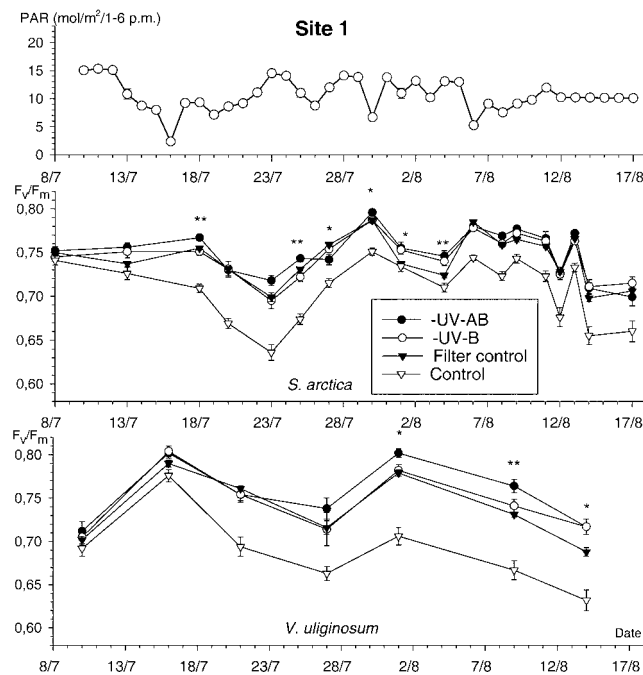 PAR (mol/m²/1-6 p.m.)
Site 1
20
15
10
5
0
8/7 13/7 18/7 23/7 28/7 2/8 7/8 12/8 17/8
Fv/Fm
0,80
0,75
0,70
0,65
0,60
** * * * * **
-UV-AB
-UV-B
Filter control
Control
S. arctica
8/7 13/7 18/7 23/7 28/7 2/8 7/8 12/8 17/8
Fv/Fm
0,80
0,75
0,70
0,65
0,60
* ** *
V. uliginosum
Date
8/7 13/7 18/7 23/7 28/7 2/8 8/7 12/8 17/8